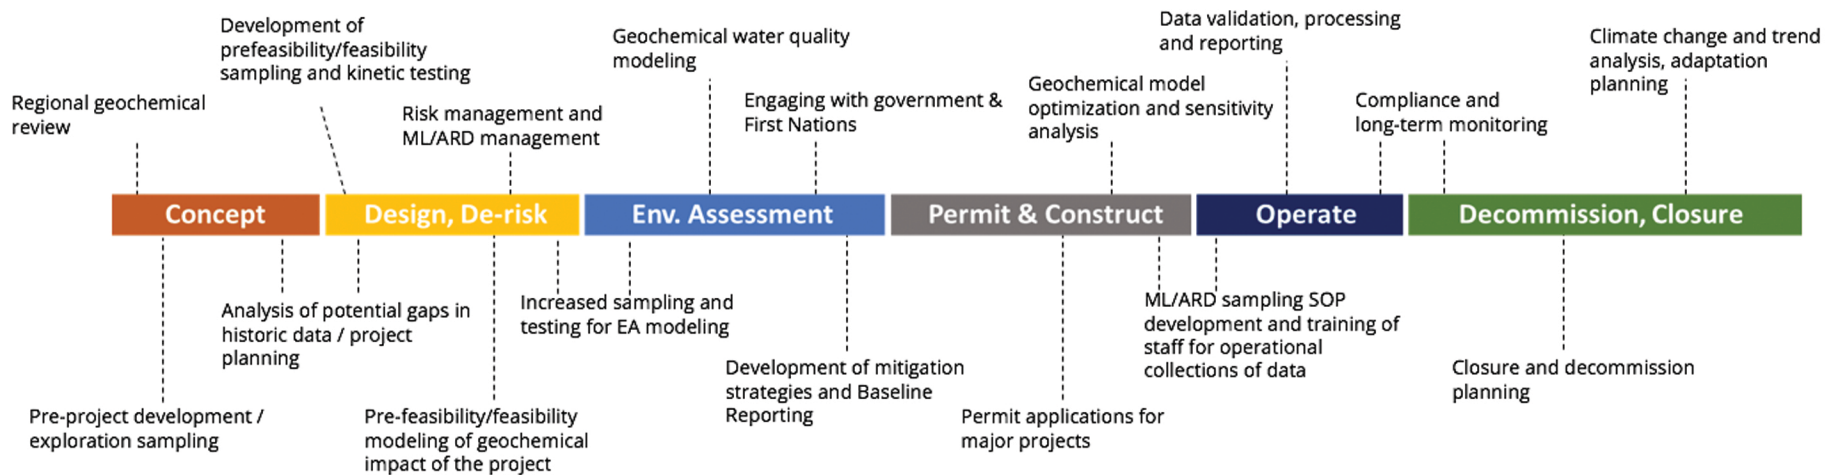 Development of
prefeasibility/feasibility
sampling and kinetic testing
Geochemical water quality
modeling
Data validation, processing
and reporting
Climate change and trend
analysis, adaptation
planning
Regional geochemical
review
Risk management and
ML/ARD management
Engaging with government &
First Nations
Geochemical model
optimization and sensitivity
analysis
Compliance and
long-term monitoring
Concept
Design, De-risk
Env. Assessment
Permit & Construct
Operate
Decommission, Closure
Analysis of potential gaps in
historic data / project
planning
Increased sampling and
testing for EA modeling
ML/ARD sampling SOP
development and training of
staff for operational
collections of data
Development of mitigation
strategies and Baseline
Reporting
Closure and decommission
planning
Pre-project development /
exploration sampling
Pre-feasibility/feasibility
modeling of geochemical
impact of the project
Permit applications for
major projects